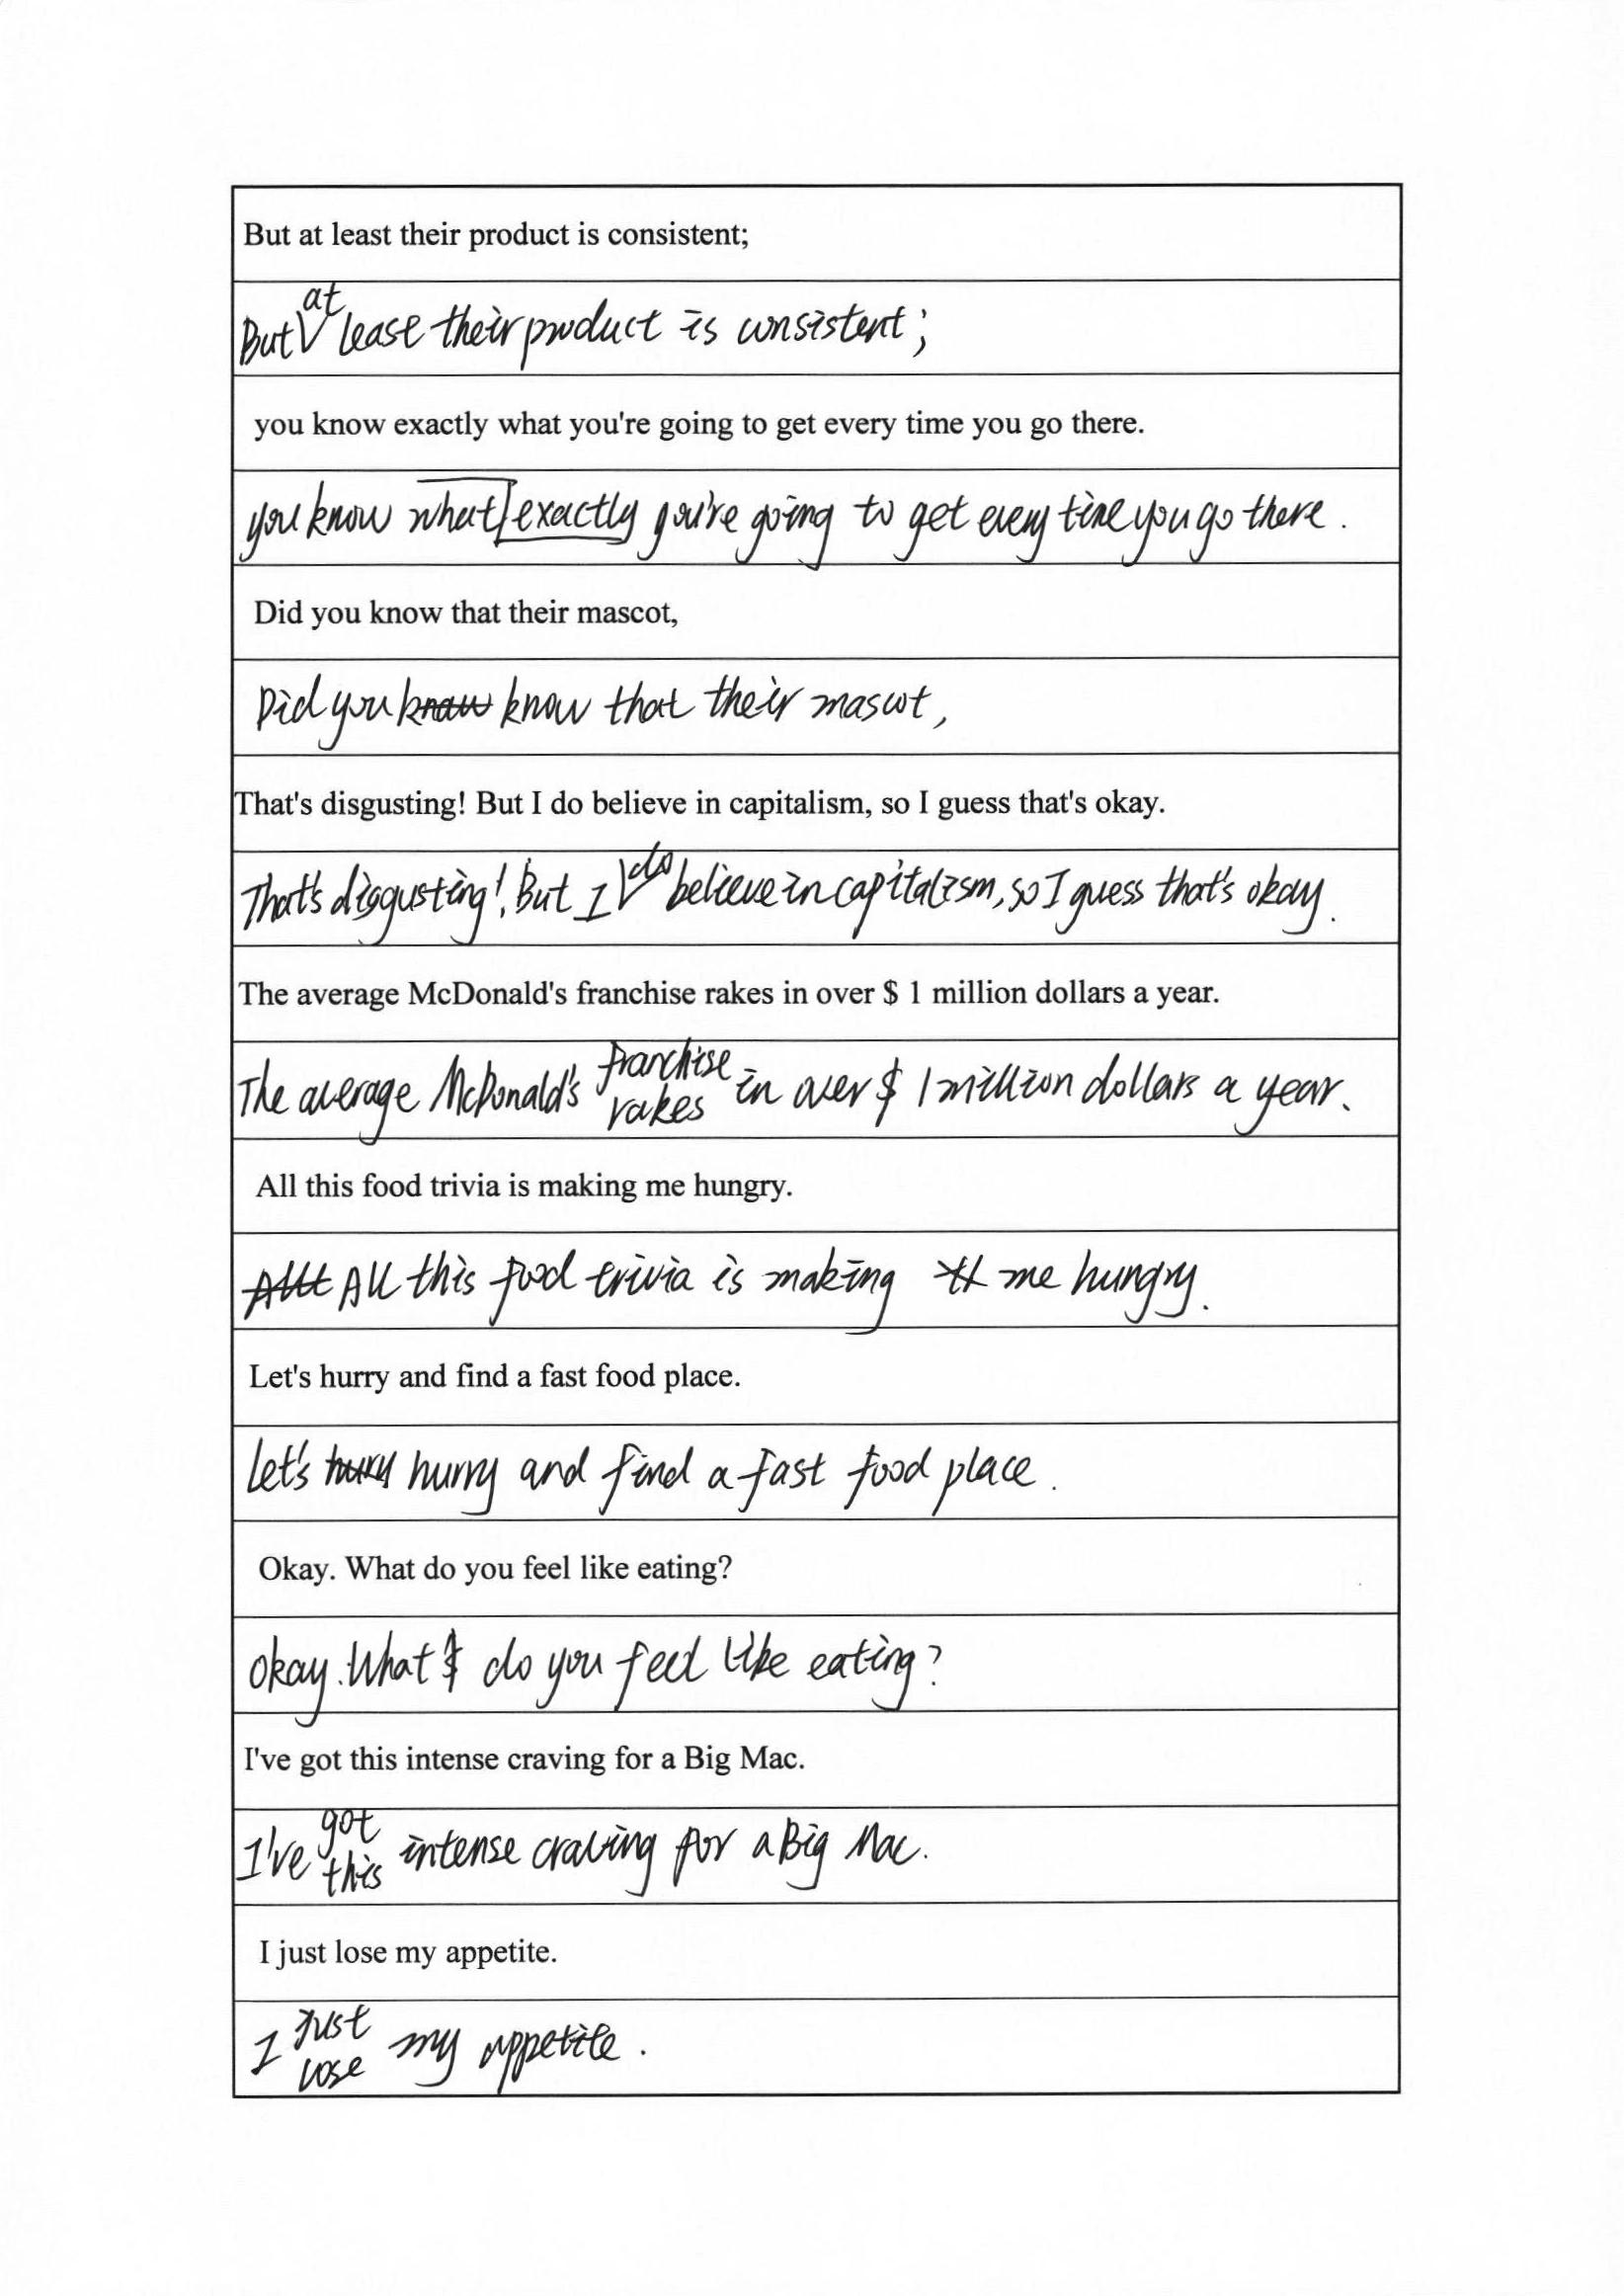 But at least their product is consistent;
But at lease their product is consistent;
you know exactly what you're going to get every time you go there.
you know exactly what you're going to get every time you go there.
Did you know that their mascot,
Did you know that their mascot,
That's disgusting! But I do believe in capitalism, so I guess that's okay.
That's disgusting! But I do believe in capitalism, so I guess that's okay.
The average McDonald's franchise rakes in over $ 1 million dollars a year.
The average McDonald's franchise rakes in over $ 1 million dollars a year.
All this food trivia is making me hungry.
All this food trivia is making me hungry.
Let's hurry and find a fast food place.
Let's hurry and find a fast food place.
Okay. What do you feel like eating?
okay. What do you feel like eating?
I've got this intense craving for a Big Mac.
I've got this intense craving for a Big Mac.
I just lose my appetite.
I Just lose my appetite.